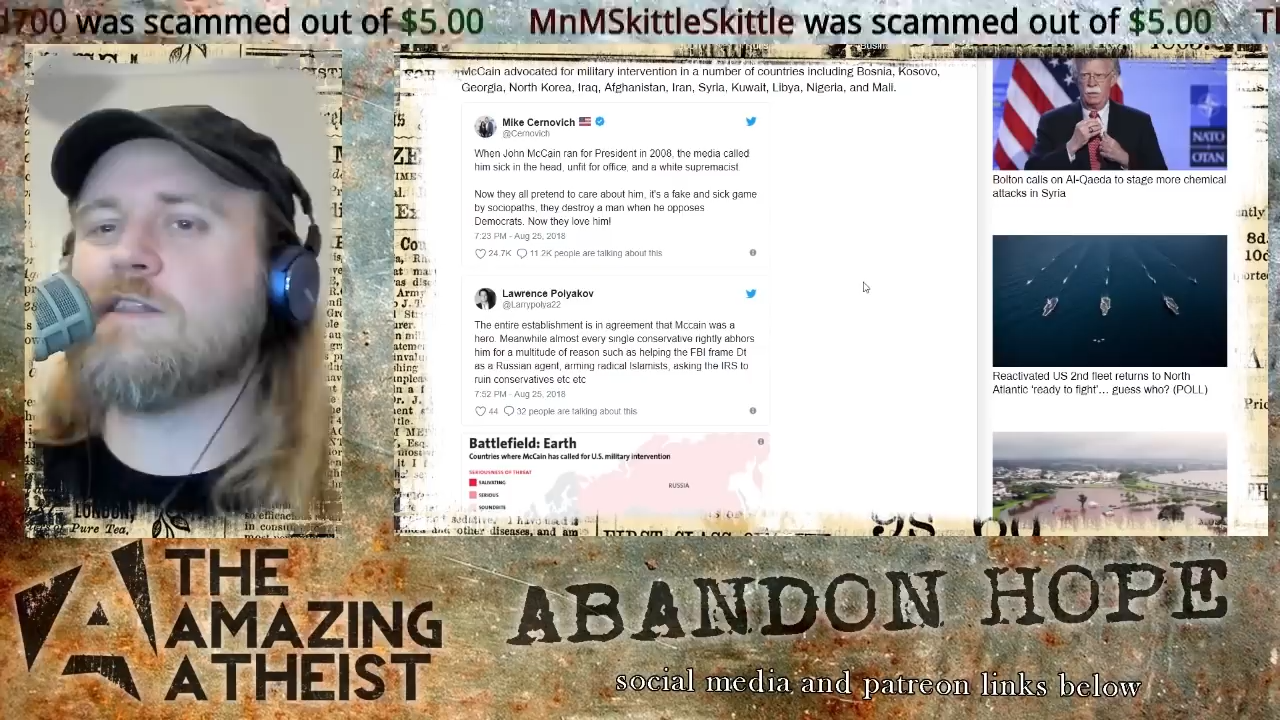 d700 was scammed out of $5.00 MnMSkittleSkittle was scammed out of $5.00
McCain advocated for military intervention in a number of countries including Bosnia, Kosovo,
Georgia, North Korea, Iraq, Afghanistan, Iran, Syria, Kuwait, Libya, Nigeria, and Mali.
Mike Cernovich
@Cernovich
When John McCain ran for President in 2008, the media called
him sick in the head, unfit for office, and a white supremacist.
Now they all pretend to care about him, it's a fake and sick game
by sociopaths, they destroy a man when he opposes
Democrats. Now they love him!
7:23 PM - Aug 25, 2018
24.7K 11.2K people are talking about this
Lawrence Polyakov
@Larrypolya22
The entire establishment is in agreement that Mccain was a
hero. Meanwhile almost every single conservative rightly abhors
him for a multitude of reason such as helping the FBI frame Dt
as a Russian agent, arming radical Islamists, asking the IRS to
ruin conservatives etc etc
7:52 PM - Aug 25, 2018
44 32 people are talking about this
Battlefield: Earth
Countries where McCain has called for U.S. military intervention
SERIOUSNESS OF THREAT
SALIVATING
SERIOUS
SOUNDBITE
RUSSIA
NATO
OTAN
Bolton calls on Al-Qaeda to stage more chemical
attacks in Syria
Reactivated US 2nd fleet returns to North
Atlantic ‘ready to fight’… guess who? (POLL)
THE
AMAZING
ATHEIST
ABANDON HOPE
social media and patreon links below